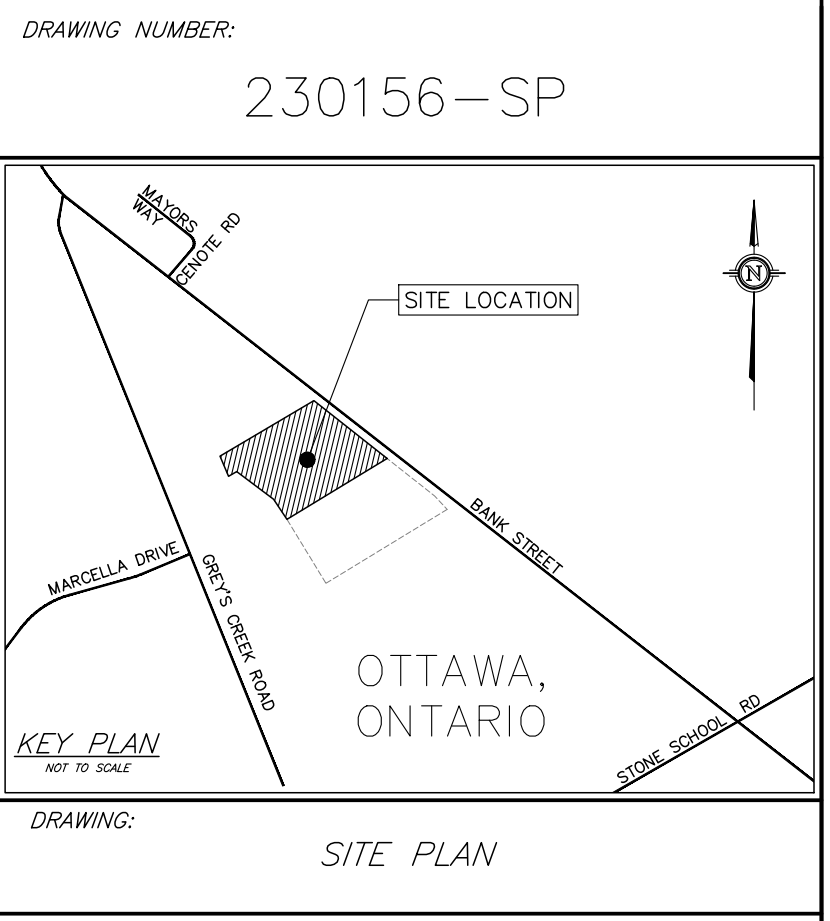 DRAWING NUMBER:
230156-SP
MAYORS
WAY
CENOTE RD
N
SITE LOCATION
BANK STREET
MARCELLA DRIVE
GREY'S CREEK ROAD
OTTAWA,
ONTARIO
STONE SCHOOL RD
KEY PLAN
NOT TO SCALE
DRAWING:
SITE PLAN